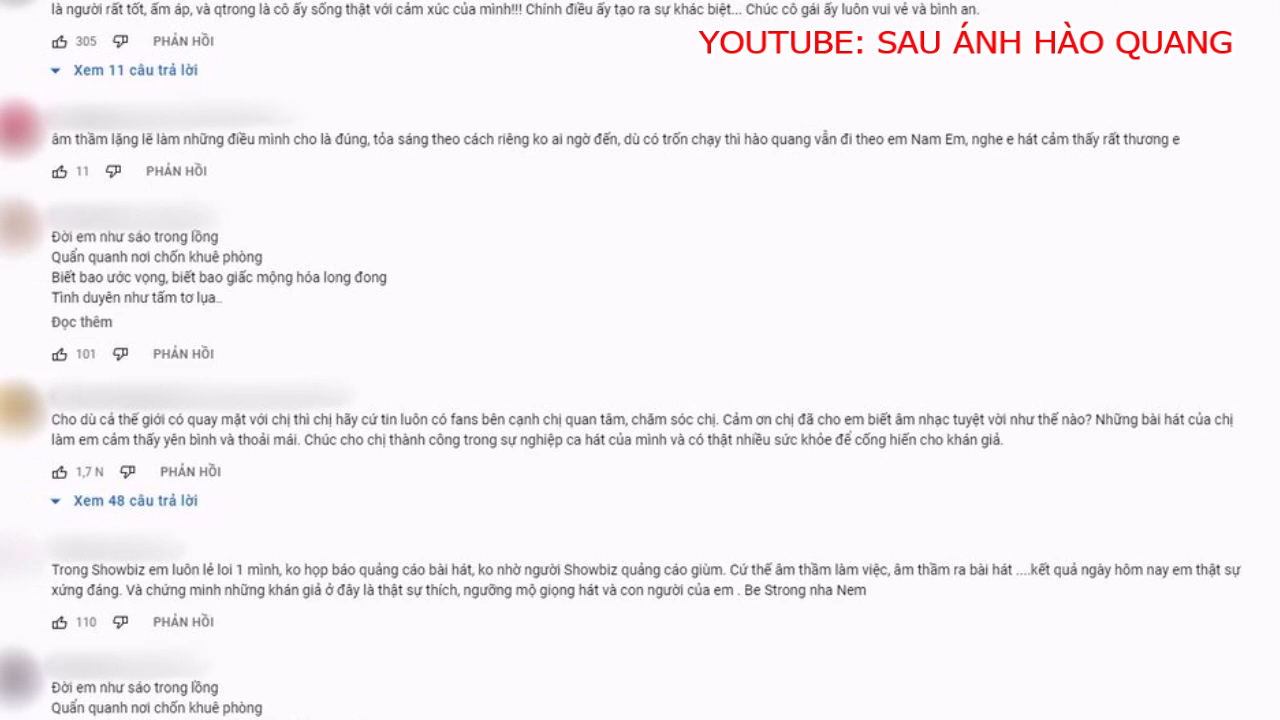 là người rất tốt, ấm áp, và qtrong là cô ấy sống thật với cảm xúc của mình!!! Chính điều ấy tạo ra sự khác biệt... Chúc cô gái ấy luôn vui vẻ và bình an.
305 PHẢN HỒI
YOUTUBE: SAU ÁNH HÀO QUANG
Xem 11 câu trả lời
âm thầm lặng lẽ làm những điều mình cho là đúng, tỏa sáng theo cách riêng ko ai ngờ đến, dù có trốn chạy thì hào quang vẫn đi theo em Nam Em, nghe e hát cảm thấy rất thương e
11 PHẢN HỒI
Đời em như sáo trong lồng
Quẩn quanh nơi chốn khuê phòng
Biết bao ước vọng, biết bao giấc mộng hóa long đong
Tình duyên như tấm tơ lụa..
Đọc thêm
101 PHẢN HỒI
Cho dù cả thế giới có quay mặt với chị thì chị hãy cứ tin luôn có fans bên cạnh chị quan tâm, chăm sóc chị. Cảm ơn chị đã cho em biết âm nhạc tuyệt vời như thế nào? Những bài hát của chị
làm em cảm thấy yên bình và thoải mái. Chúc cho chị thành công trong sự nghiệp ca hát của mình và có thật nhiều sức khỏe để cống hiến cho khán giả.
1,7 N PHẢN HỒI
Xem 48 câu trả lời
Trong Showbiz em luôn lẻ loi 1 mình, ko họp báo quảng cáo bài hát, ko nhờ người Showbiz quảng cáo giùm. Cứ thế âm thầm làm việc, âm thầm ra bài hát ....kết quả ngày hôm nay em thật sự
xứng đáng. Và chứng minh những khán giả ở đây là thật sự thích, ngưỡng mộ giọng hát và con người của em . Be Strong nha Nem
110 PHẢN HỒI
Đời em như sáo trong lồng
Quẩn quanh nơi chốn khuê phòng